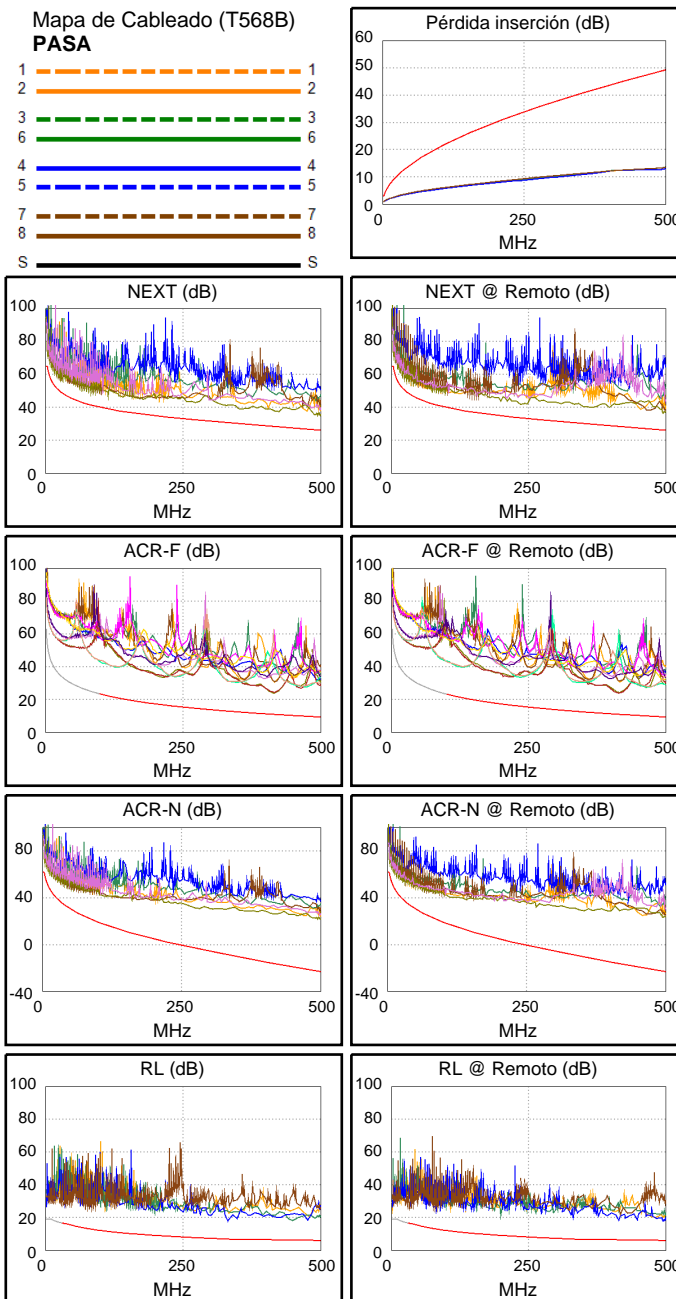 Mapa de Cableado (T568B)
PASA
1 1
2 2
3 3
6 6
4 4
5 5
7 7
8 8
S S
Pérdida inserción (dB)
60
50
40
30
20
10
0
0 250 500
MHz
NEXT (dB)
100
80
60
40
20
0
0 250 500
MHz
NEXT @ Remoto (dB)
100
80
60
40
20
0
0 250 500
MHz
ACR-F (dB)
100
80
60
40
20
0
0 250 500
MHz
ACR-F @ Remoto (dB)
100
80
60
40
20
0
0 250 500
MHz
ACR-N (dB)
80
40
0
-40
0 250 500
MHz
ACR-N @ Remoto (dB)
80
40
0
-40
0 250 500
MHz
RL (dB)
100
80
60
40
20
0
0 250 500
MHz
RL @ Remoto (dB)
100
80
60
40
20
0
0 250 500
MHz